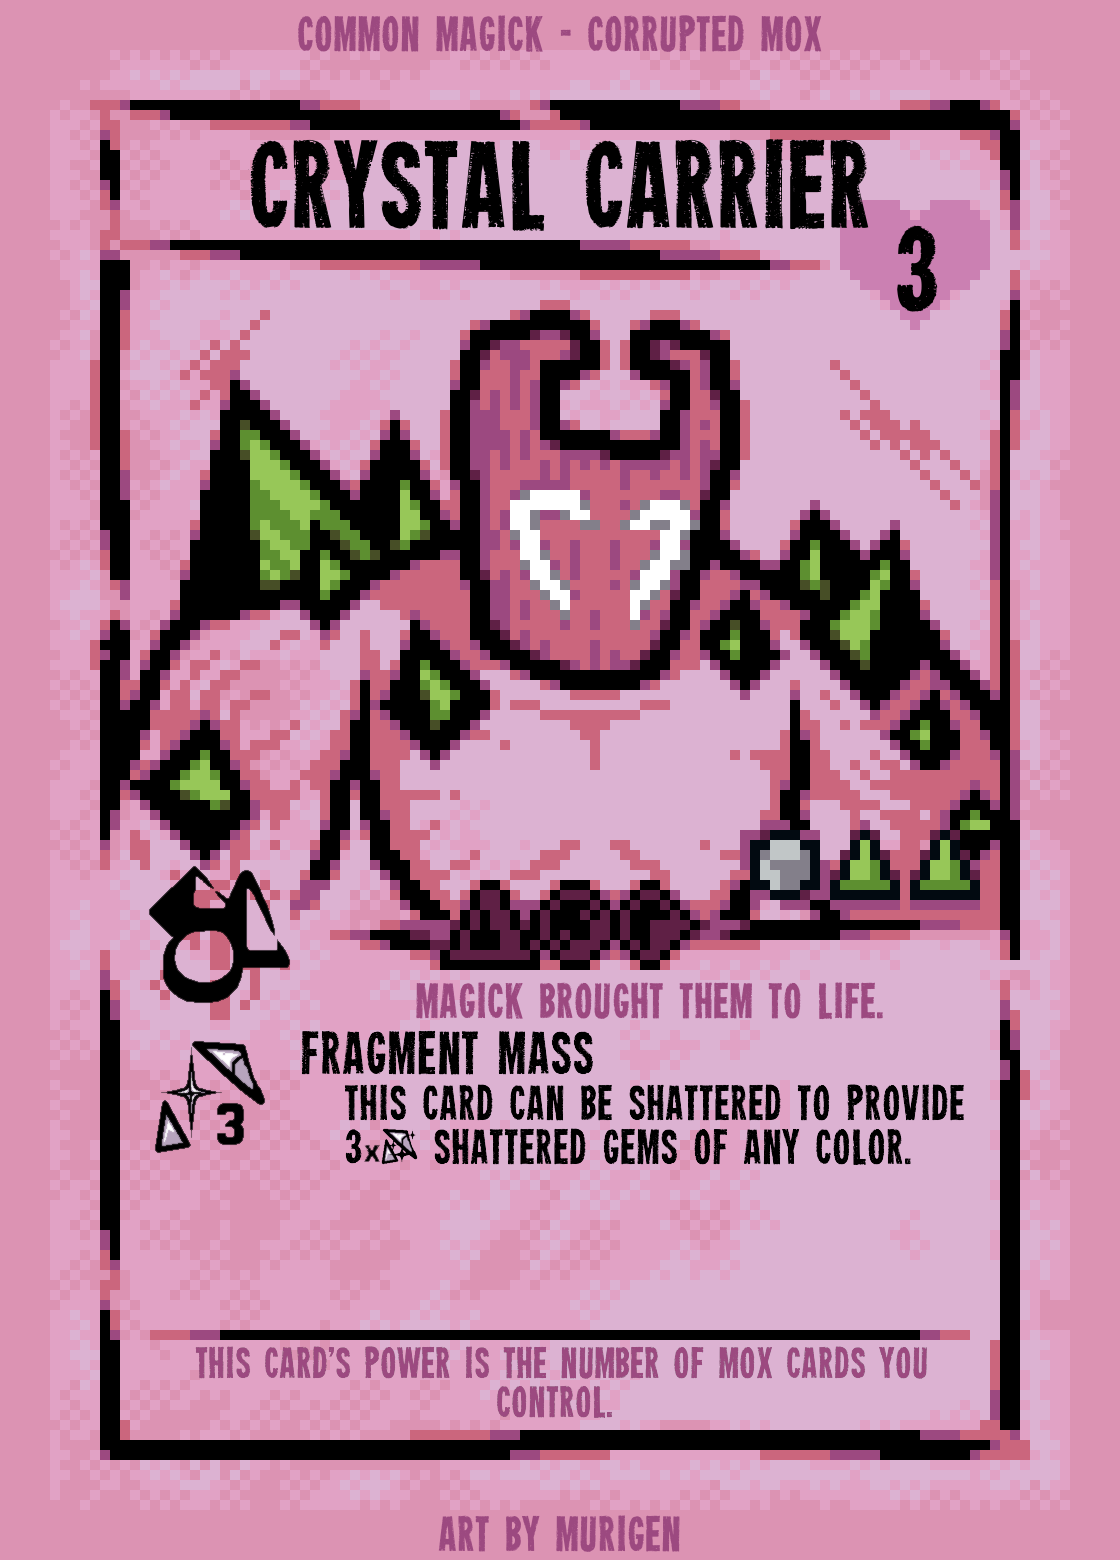 COMMON MAGICK - CORRUPTED MOX
CRYSTAL CARRIER
3
MAGICK BROUGHT THEM TO LIFE.
FRAGMENT MASS
3
THIS CARD CAN BE SHATTERED TO PROVIDE
3x SHATTERED GEMS OF ANY COLOR.
THIS CARD'S POWER IS THE NUMBER OF MOX CARDS YOU
CONTROL.
ART BY MURIGEN